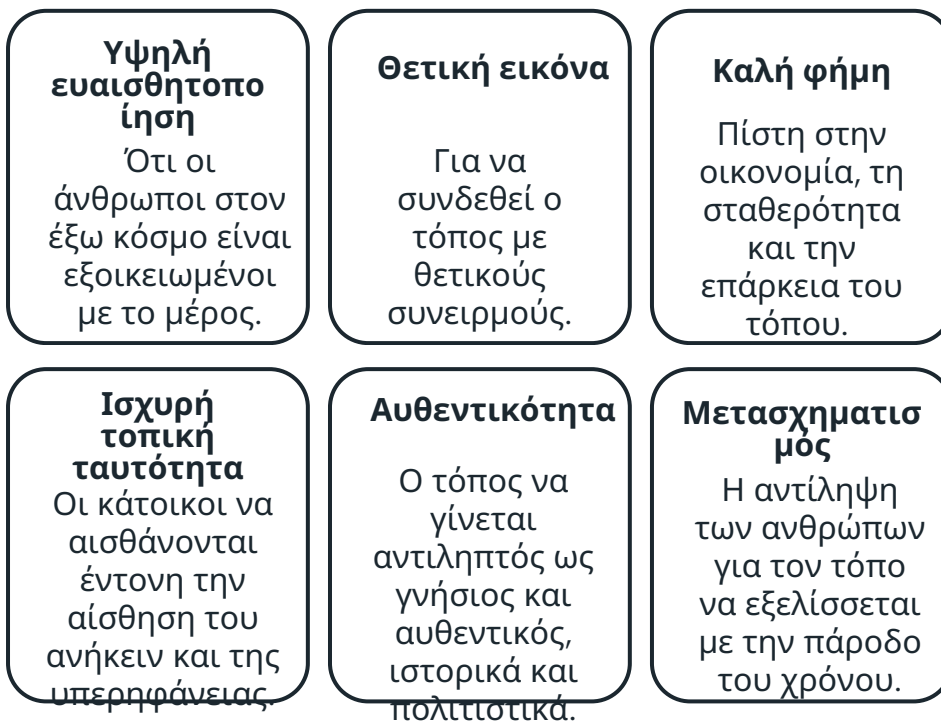 Υψηλή
ευαισθητοπο
ίηση
Ότι οι
άνθρωποι στον
έξω κόσμο είναι
εξοικειωμένοι
με το μέρος.
Θετική εικόνα
Για να
συνδεθεί ο
τόπος με
θετικούς
συνειρμούς.
Καλή φήμη
Πίστη στην
οικονομία, τη
σταθερότητα
και την
επάρκεια του
τόπου.
Ισχυρή
τοπική
ταυτότητα
Οι κάτοικοι να
αισθάνονται
έντονη την
αίσθηση του
ανήκειν και της
υπερηφάνειας.
Αυθεντικότητα
Ο τόπος να
γίνεται
αντιληπτός ως
γνήσιος και
αυθεντικός,
ιστορικά και
πολιτιστικά.
Μετασχηματισ
μός
Η αντίληψη
των ανθρώπων
για τον τόπο
να εξελίσσεται
με την πάροδο
του χρόνου.